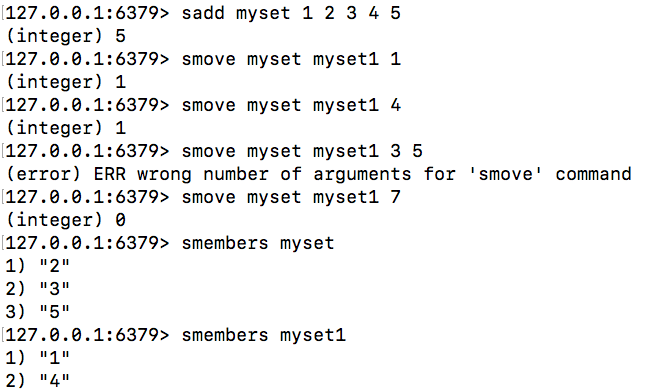 [127.0.0.1:6379> sadd myset 1 2 3 4 5
(integer) 5
[127.0.0.1:6379> smove myset myset1 1
(integer) 1
[127.0.0.1:6379> smove myset myset1 4
(integer) 1
[127.0.0.1:6379> smove myset myset1 3 5
(error) ERR wrong number of arguments for 'smove' command
[127.0.0.1:6379> smove myset myset1 7
(integer) 0
[127.0.0.1:6379> smembers myset
1) "2"
2) "3"
3) "5"
[127.0.0.1:6379> smembers myset1
1) "1"
2) "4"